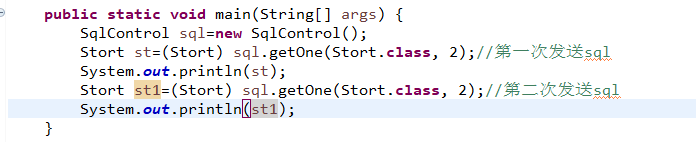 public static void main(String[] args) {
SqlControl sql=new SqlControl();
Stort st=(Stort) sql.getOne(Stort.class, 2);//第一次发送sql
System.out.println(st);
Stort st1=(Stort) sql.getOne(Stort.class, 2);//第二次发送sql
System.out.println(st1);
}